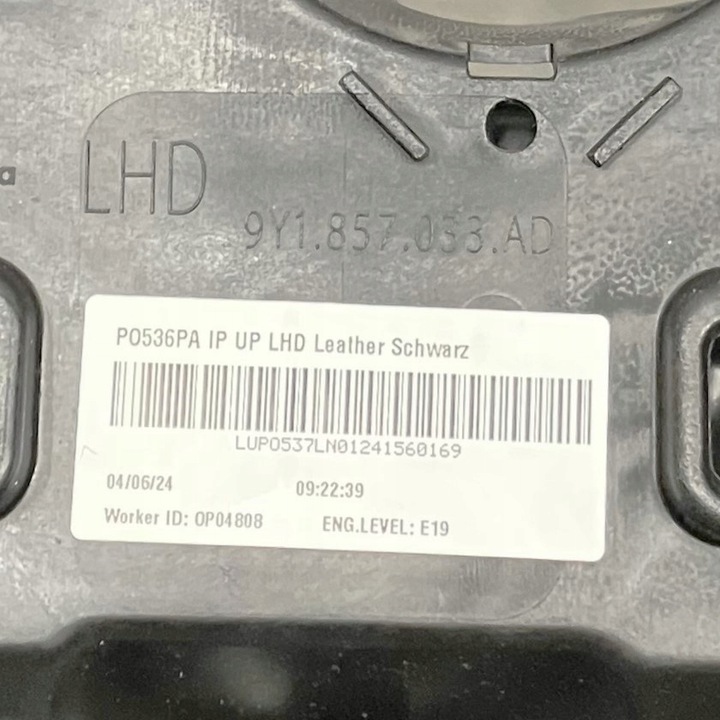 LHD
9Y1.857.033.AD
PO536PA IP UP LHD Leather Schwarz
LUPO537LN01241560169
04/06/24 09:22:39
Worker ID: OP04808 ENG.LEVEL: E19